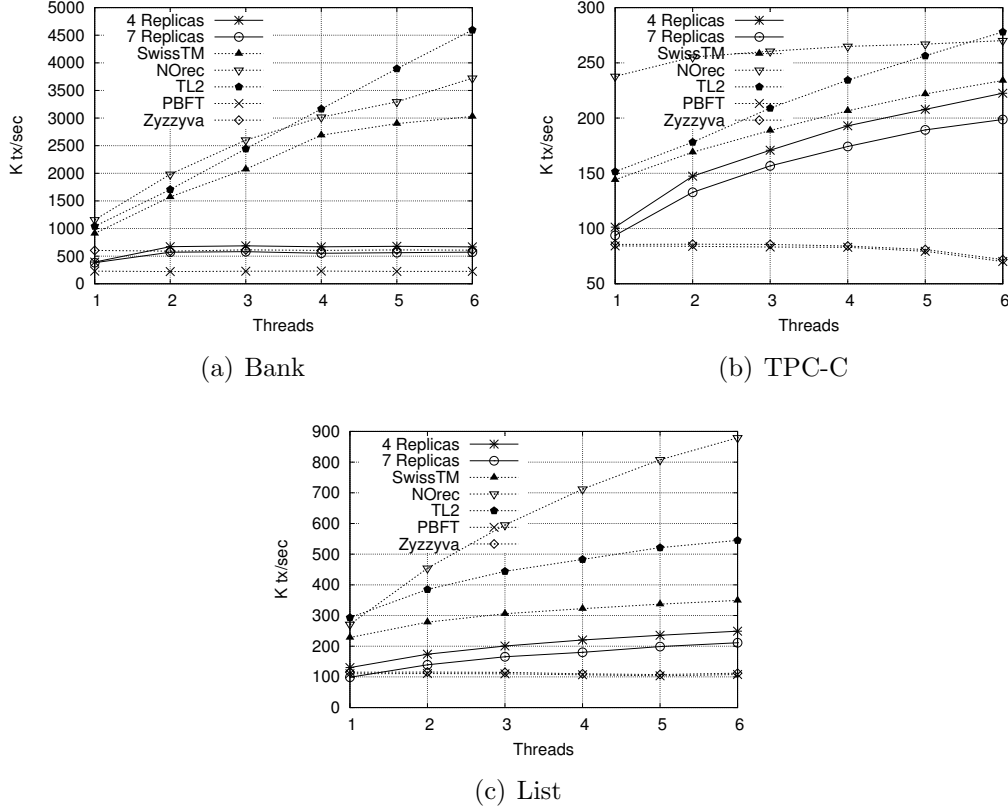 5000
4500
4000
3500
3000
2500
2000
1500
1000
500
0
K tx/sec
4 Replicas
7 Replicas
SwissTM
NOrec
TL2
PBFT
Zyzzyva
1 2 3 4 5 6
Threads
(a) Bank
300
250
200
150
100
50
K tx/sec
4 Replicas
7 Replicas
SwissTM
NOrec
TL2
PBFT
Zyzzyva
1 2 3 4 5 6
Threads
(b) TPC-C
900
800
700
600
500
400
300
200
100
0
K tx/sec
4 Replicas
7 Replicas
SwissTM
NOrec
TL2
PBFT
Zyzzyva
1 2 3 4 5 6
Threads
(c) List